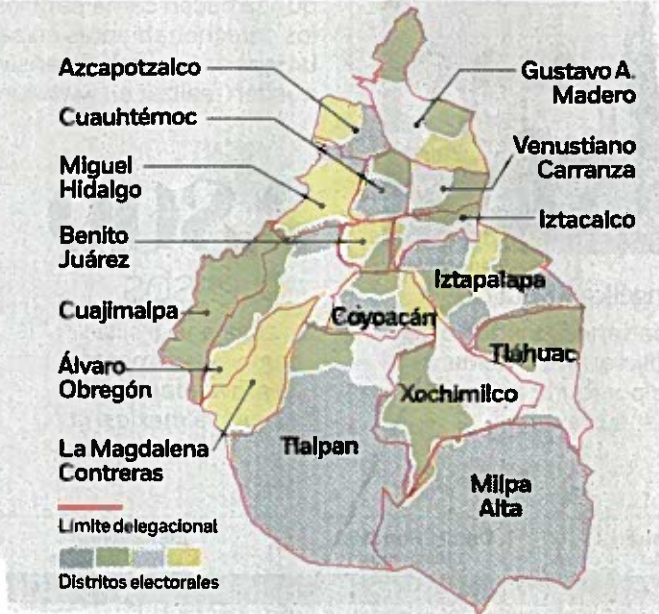 Azcapotzalco
Cuauhtémoc
Miguel
Hidalgo
Benito
Juárez
Cuajimalpa
Álvaro
Obregón
La Magdalena
Contreras
Gustavo A.
Madero
Venustiano
Carranza
Iztacalco
Iztapalapa
Coyoacán
Tláhuac
Xochimilco
Tlalpan
Milpa
Alta
Límite delegacional
Distritos electorales